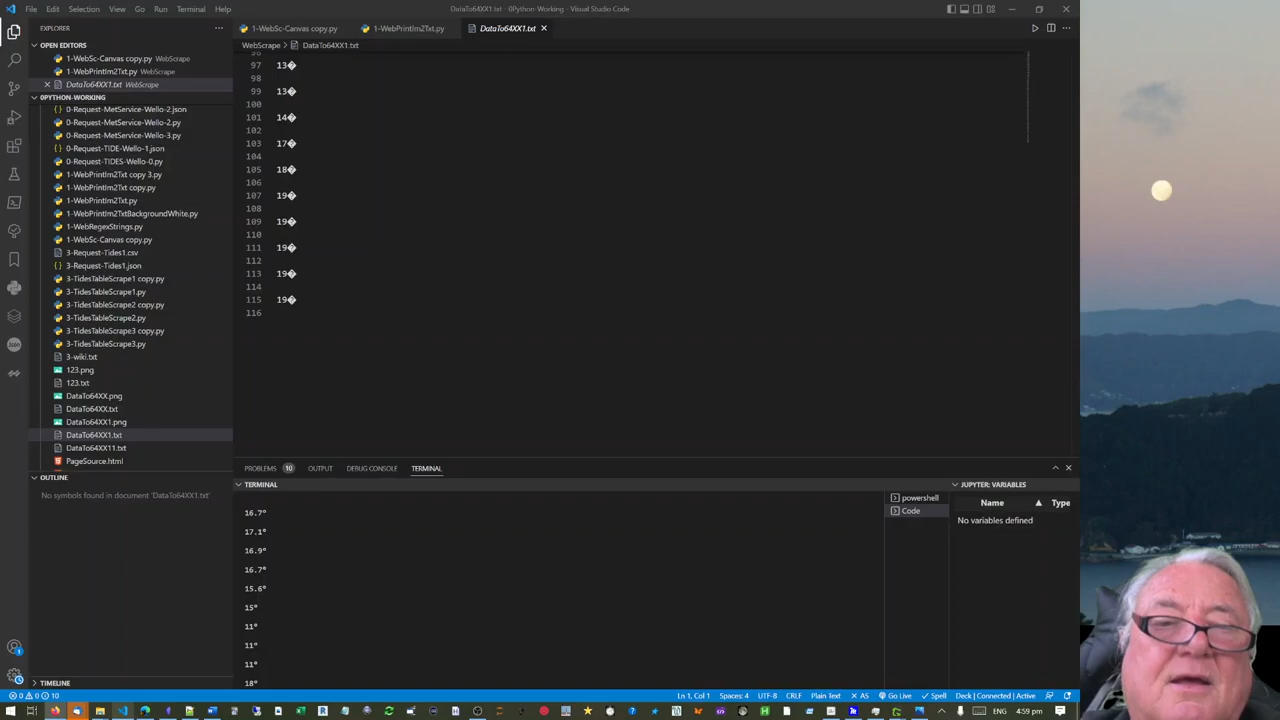 File Edit Selection View Go Run Terminal Help
DataTo64XX1.txt - 0Python-Working - Visual Studio Code
EXPLORER
OPEN EDITORS
1-WebSc-Canvas copy.py WebScrape
1-WebPrintIm2Txt.py WebScrape
DataTo64XX1.txt WebScrape
0PYTHON-WORKING
0-Request-MetService-Wello-2.json
0-Request-MetService-Wello-2.py
0-Request-MetService-Wello-3.py
0-Request-TIDE-Wello-1.json
0-Request-TIDES-Wello-0.py
1-WebPrintIm2Txt copy 3.py
1-WebPrintIm2Txt copy.py
1-WebPrintIm2Txt.py
1-WebPrintIm2TxtBackgroundWhite.py
1-WebRegexStrings.py
1-WebSc-Canvas copy.py
3-Request-Tides1.csv
3-Request-Tides1.json
3-TidesTableScrape1 copy.py
3-TidesTableScrape1.py
3-TidesTableScrape2 copy.py
3-TidesTableScrape2.py
3-TidesTableScrape3 copy.py
3-TidesTableScrape3.py
3-wiki.txt
123.png
123.txt
DataTo64XX.png
DataTo64XX.txt
DataTo64XX1.png
DataTo64XX1.txt
DataTo64XX11.txt
PageSource.html
OUTLINE
No symbols found in document 'DataTo64XX1.txt'
TIMELINE
1-WebSc-Canvas copy.py
1-WebPrintIm2Txt.py
DataTo64XX1.txt
WebScrape > DataTo64XX1.txt
96
97 13�
98
99 13�
100
101 14�
102
103 17�
104
105 18�
106
107 19�
108
109 19�
110
111 19�
112
113 19�
114
115 19�
116
PROBLEMS 10 OUTPUT DEBUG CONSOLE TERMINAL
TERMINAL
16.7°
17.1°
16.9°
16.7°
15.6°
15°
11°
11°
11°
18°
powershell
Code
JUPYTER: VARIABLES
Name Type
No variables defined
0 0 10
Ln 1, Col 1 Spaces: 4 UTF-8 CRLF Plain Text AS Go Live Spell Deck | Connected | Active
ENG 4:59 pm